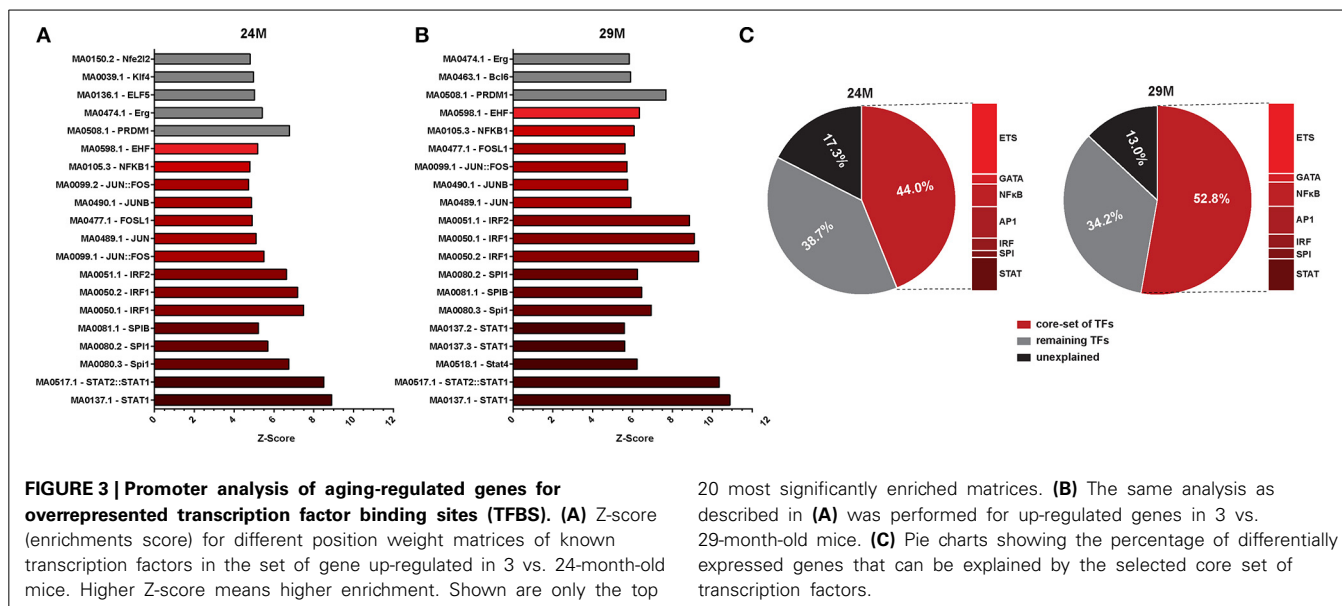 A
24M
MA0150.2 - Nfe2l2
MA0039.1 - Klf4
MA0136.1 - ELF5
MA0474.1 - Erg
MA0508.1 - PRDM1
MA0598.1 - EHF
MA0105.3 - NFKB1
MA0099.2 - JUN::FOS
MA0490.1 - JUNB
MA0477.1 - FOSL1
MA0489.1 - JUN
MA0099.1 - JUN::FOS
MA0051.1 - IRF2
MA0050.2 - IRF1
MA0050.1 - IRF1
MA0081.1 - SPIB
MA0080.2 - SPI1
MA0080.3 - Spi1
MA0517.1 - STAT2::STAT1
MA0137.1 - STAT1
0 2 4 6 8 10 12
Z-Score
B
29M
MA0474.1 - Erg
MA0463.1 - Bcl6
MA0508.1 - PRDM1
MA0598.1 - EHF
MA0105.3 - NFKB1
MA0477.1 - FOSL1
MA0099.1 - JUN::FOS
MA0490.1 - JUNB
MA0489.1 - JUN
MA0051.1 - IRF2
MA0050.1 - IRF1
MA0050.2 - IRF1
MA0080.2 - SPI1
MA0081.1 - SPIB
MA0080.3 - Spi1
MA0137.2 - STAT1
MA0137.3 - STAT1
MA0518.1 - Stat4
MA0517.1 - STAT2::STAT1
MA0137.1 - STAT1
0 2 4 6 8 10 12
Z-Score
C
24M
17.3%
44.0%
38.7%
ETS
GATA
NFκB
AP1
IRF
SPI
STAT
29M
13.0%
52.8%
34.2%
ETS
GATA
NFκB
AP1
IRF
SPI
STAT
core-set of TFs
remaining TFs
unexplained
FIGURE 3 | Promoter analysis of aging-regulated genes for
overrepresented transcription factor binding sites (TFBS). (A) Z-score
(enrichments score) for different position weight matrices of known
transcription factors in the set of gene up-regulated in 3 vs. 24-month-old
mice. Higher Z-score means higher enrichment. Shown are only the top
20 most significantly enriched matrices. (B) The same analysis as
described in (A) was performed for up-regulated genes in 3 vs.
29-month-old mice. (C) Pie charts showing the percentage of differentially
expressed genes that can be explained by the selected core set of
transcription factors.